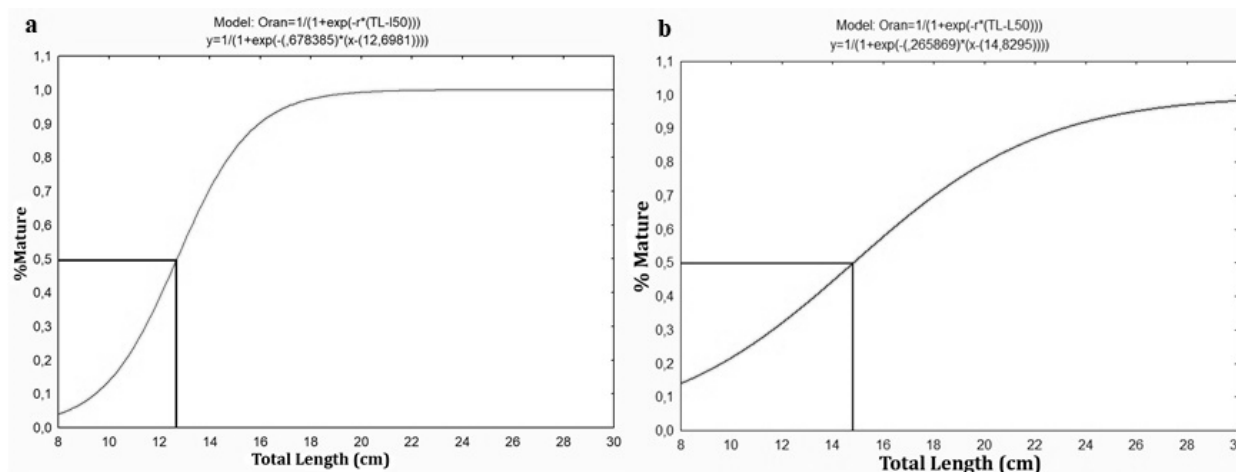 a
Model: Oran=1/(1+exp(-r*(TL-I50)))
y=1/(1+exp(-(,678385)*(x-(12,6981))))
1,1
1,0
0,9
0,8
0,7
0,6
0,5
0,4
0,3
0,2
0,1
0,0
%Mature
8 10 12 14 16 18 20 22 24 26 28 30
Total Length (cm)
b
Model: Oran=1/(1+exp(-r*(TL-L50)))
y=1/(1+exp(-(,265869)*(x-(14,8295))))
1,1
1,0
0,9
0,8
0,7
0,6
0,5
0,4
0,3
0,2
0,1
0,0
% Mature
8 10 12 14 16 18 20 22 24 26 28 30
Total Length (cm)